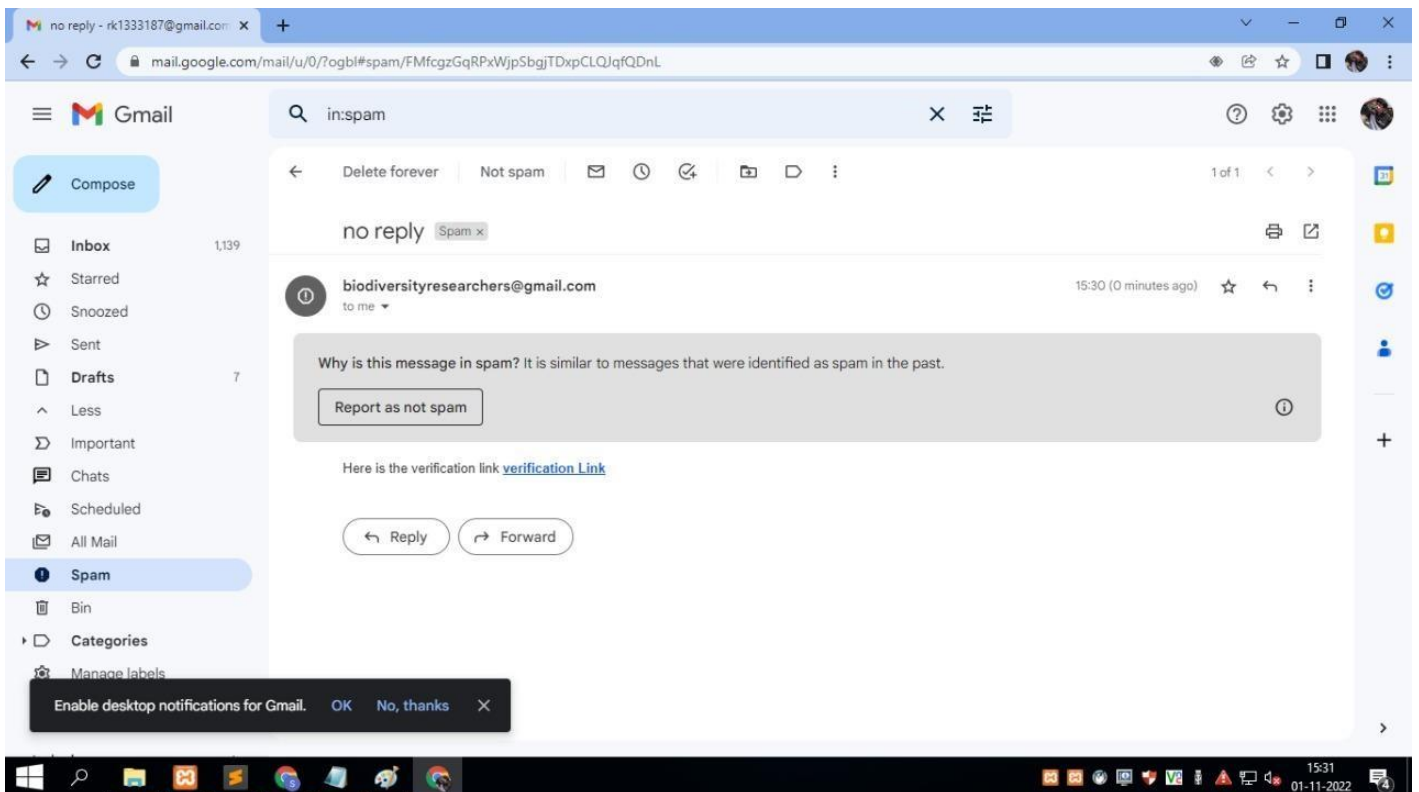 no reply - rk1333187@gmail.com
mail.google.com/mail/u/0/?ogbl#spam/FMfcgzGqRPxWjpSbgjTDxpCLQJqfQDnL
Gmail
in:spam
Compose
Delete forever Not spam 1 of 1
31
no reply Spam ×
Inbox 1,139
Starred
biodiversityresearchers@gmail.com 15:30 (0 minutes ago)
to me
Snoozed
Sent
Why is this message in spam? It is similar to messages that were identified as spam in the past.
Drafts 7
Less
Report as not spam
Important
Chats
Here is the verification link verification Link
Scheduled
All Mail
Reply Forward
Spam
Bin
Categories
Manage labels
Enable desktop notifications for Gmail. OK No, thanks
15:31
01-11-2022
4